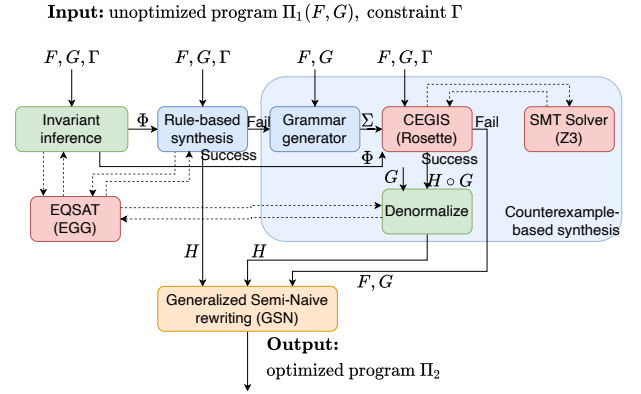 Input: unoptimized program Π₁(F, G), constraint Γ
F, G, Γ
F, G, Γ
F, G
F, G, Γ
Invariant
inference
Φ
Rule-based
synthesis
Fail
Grammar
generator
Σ
CEGIS
(Rosette)
Fail
SMT Solver
(Z3)
Success
Φ
Success
G
H ∘ G
EQSAT
(EGG)
Denormalize
Counterexample-
based synthesis
H
H
F, G
Generalized Semi-Naive
rewriting (GSN)
Output:
optimized program Π₂